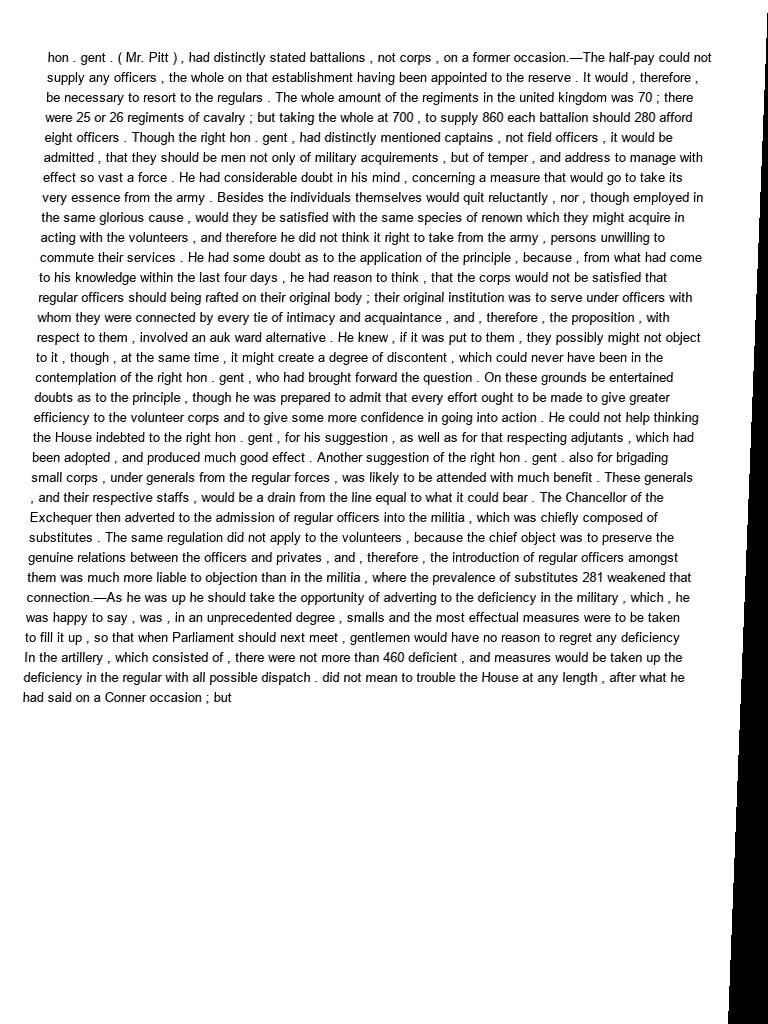 hon . gent . ( Mr. Pitt ) , had distinctly stated battalions , not corps , on a former occasion.—The half-pay could not
supply any officers , the whole on that establishment having been appointed to the reserve . It would , therefore ,
be necessary to resort to the regulars . The whole amount of the regiments in the united kingdom was 70 ; there
were 25 or 26 regiments of cavalry ; but taking the whole at 700 , to supply 860 each battalion should 280 afford
eight officers . Though the right hon . gent , had distinctly mentioned captains , not field officers , it would be
admitted , that they should be men not only of military acquirements , but of temper , and address to manage with
effect so vast a force . He had considerable doubt in his mind , concerning a measure that would go to take its
very essence from the army . Besides the individuals themselves would quit reluctantly , nor , though employed in
the same glorious cause , would they be satisfied with the same species of renown which they might acquire in
acting with the volunteers , and therefore he did not think it right to take from the army , persons unwilling to
commute their services . He had some doubt as to the application of the principle , because , from what had come
to his knowledge within the last four days , he had reason to think , that the corps would not be satisfied that
regular officers should being rafted on their original body ; their original institution was to serve under officers with
whom they were connected by every tie of intimacy and acquaintance , and , therefore , the proposition , with
respect to them , involved an auk ward alternative . He knew , if it was put to them , they possibly might not object
to it , though , at the same time , it might create a degree of discontent , which could never have been in the
contemplation of the right hon . gent , who had brought forward the question . On these grounds be entertained
doubts as to the principle , though he was prepared to admit that every effort ought to be made to give greater
efficiency to the volunteer corps and to give some more confidence in going into action . He could not help thinking
the House indebted to the right hon . gent , for his suggestion , as well as for that respecting adjutants , which had
been adopted , and produced much good effect . Another suggestion of the right hon . gent . also for brigading
small corps , under generals from the regular forces , was likely to be attended with much benefit . These generals
, and their respective staffs , would be a drain from the line equal to what it could bear . The Chancellor of the
Exchequer then adverted to the admission of regular officers into the militia , which was chiefly composed of
substitutes . The same regulation did not apply to the volunteers , because the chief object was to preserve the
genuine relations between the officers and privates , and , therefore , the introduction of regular officers amongst
them was much more liable to objection than in the militia , where the prevalence of substitutes 281 weakened that
connection.—As he was up he should take the opportunity of adverting to the deficiency in the military , which , he
was happy to say , was , in an unprecedented degree , smalls and the most effectual measures were to be taken
to fill it up , so that when Parliament should next meet , gentlemen would have no reason to regret any deficiency
In the artillery , which consisted of , there were not more than 460 deficient , and measures would be taken up the
deficiency in the regular with all possible dispatch . did not mean to trouble the House at any length , after what he
had said on a Conner occasion ; but